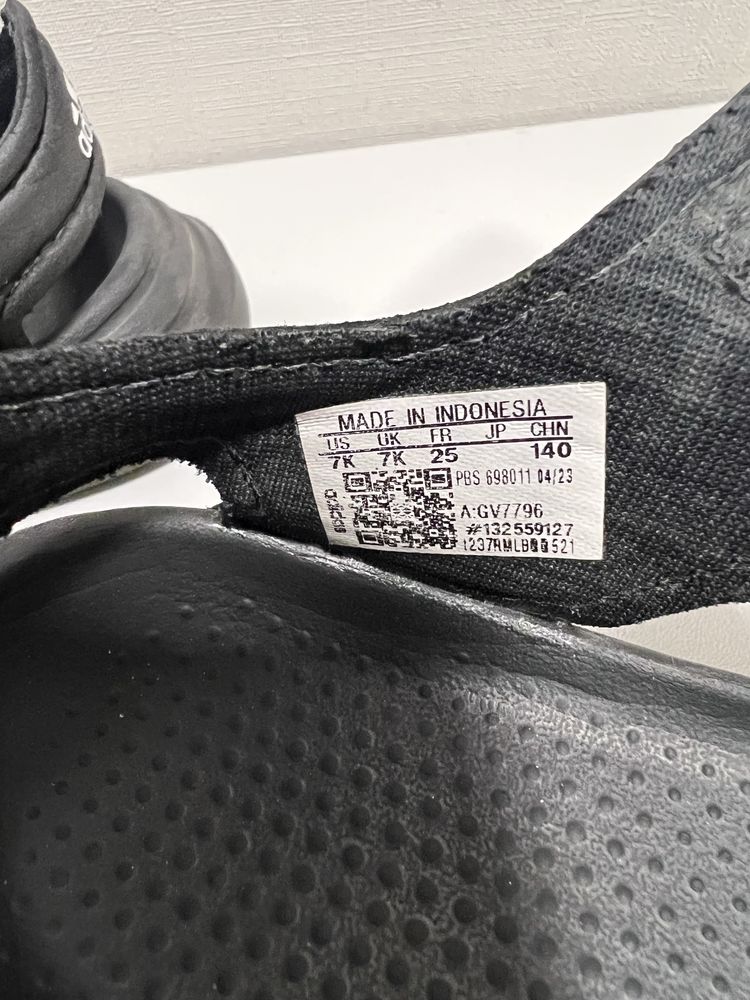 MADE IN INDONESIA
US UK FR JP CHN
7K 7K 25 140
PBS 698011 04/23
A:GV7796
#132559127